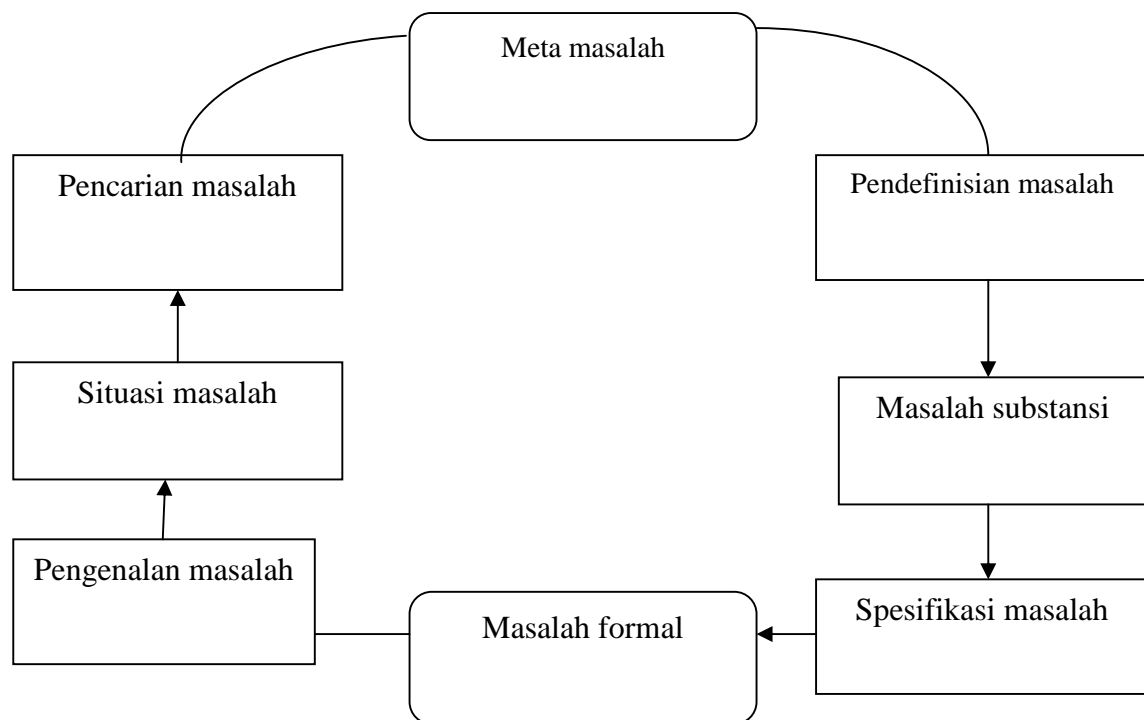 Meta masalah
Pencarian masalah
Pendefinisian masalah
Situasi masalah
Masalah substansi
Pengenalan masalah
Masalah formal
Spesifikasi masalah